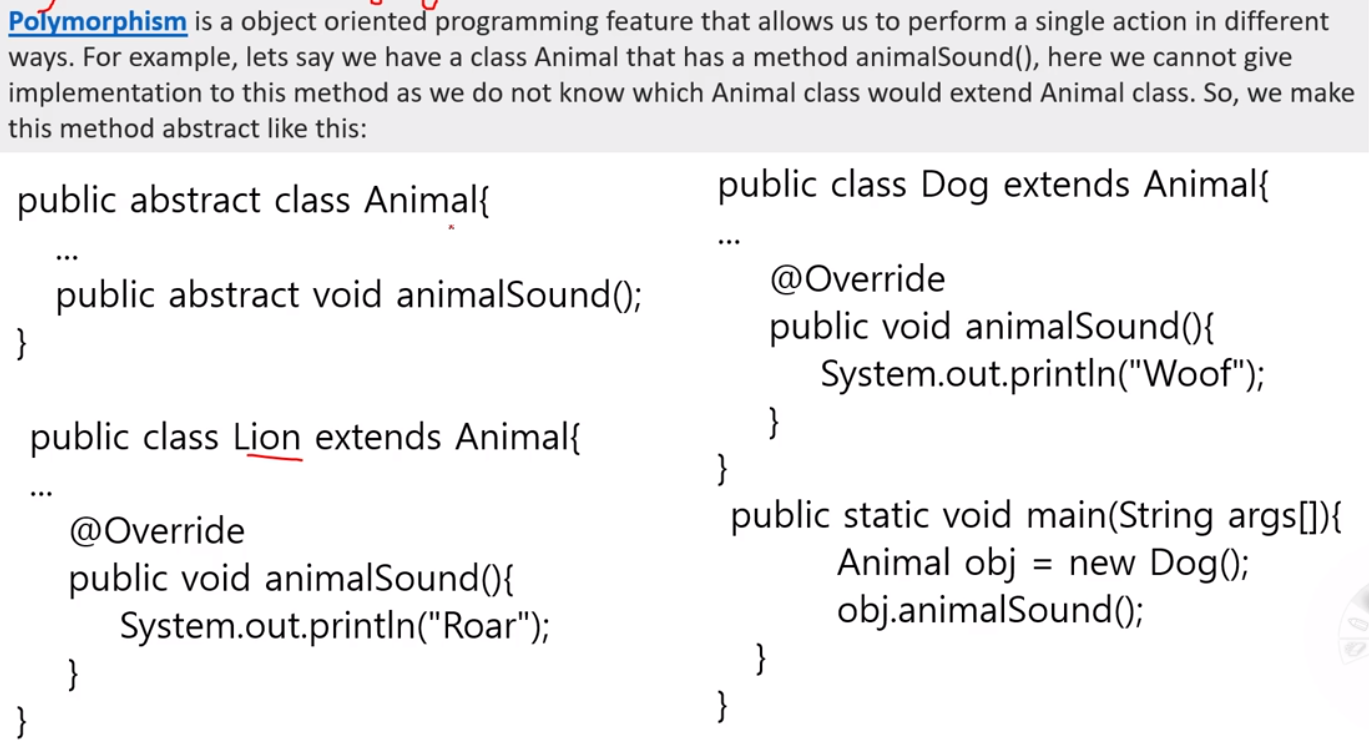 Polymorphism is a object oriented programming feature that allows us to perform a single action in different
ways. For example, lets say we have a class Animal that has a method animalSound(), here we cannot give
implementation to this method as we do not know which Animal class would extend Animal class. So, we make
this method abstract like this:
public abstract class Animal{
...
public abstract void animalSound();
}
public class Lion extends Animal{
...
@Override
public void animalSound(){
System.out.println("Roar");
}
}
public class Dog extends Animal{
...
@Override
public void animalSound(){
System.out.println("Woof");
}
}
public static void main(String args[]){
Animal obj = new Dog();
obj.animalSound();
}
}